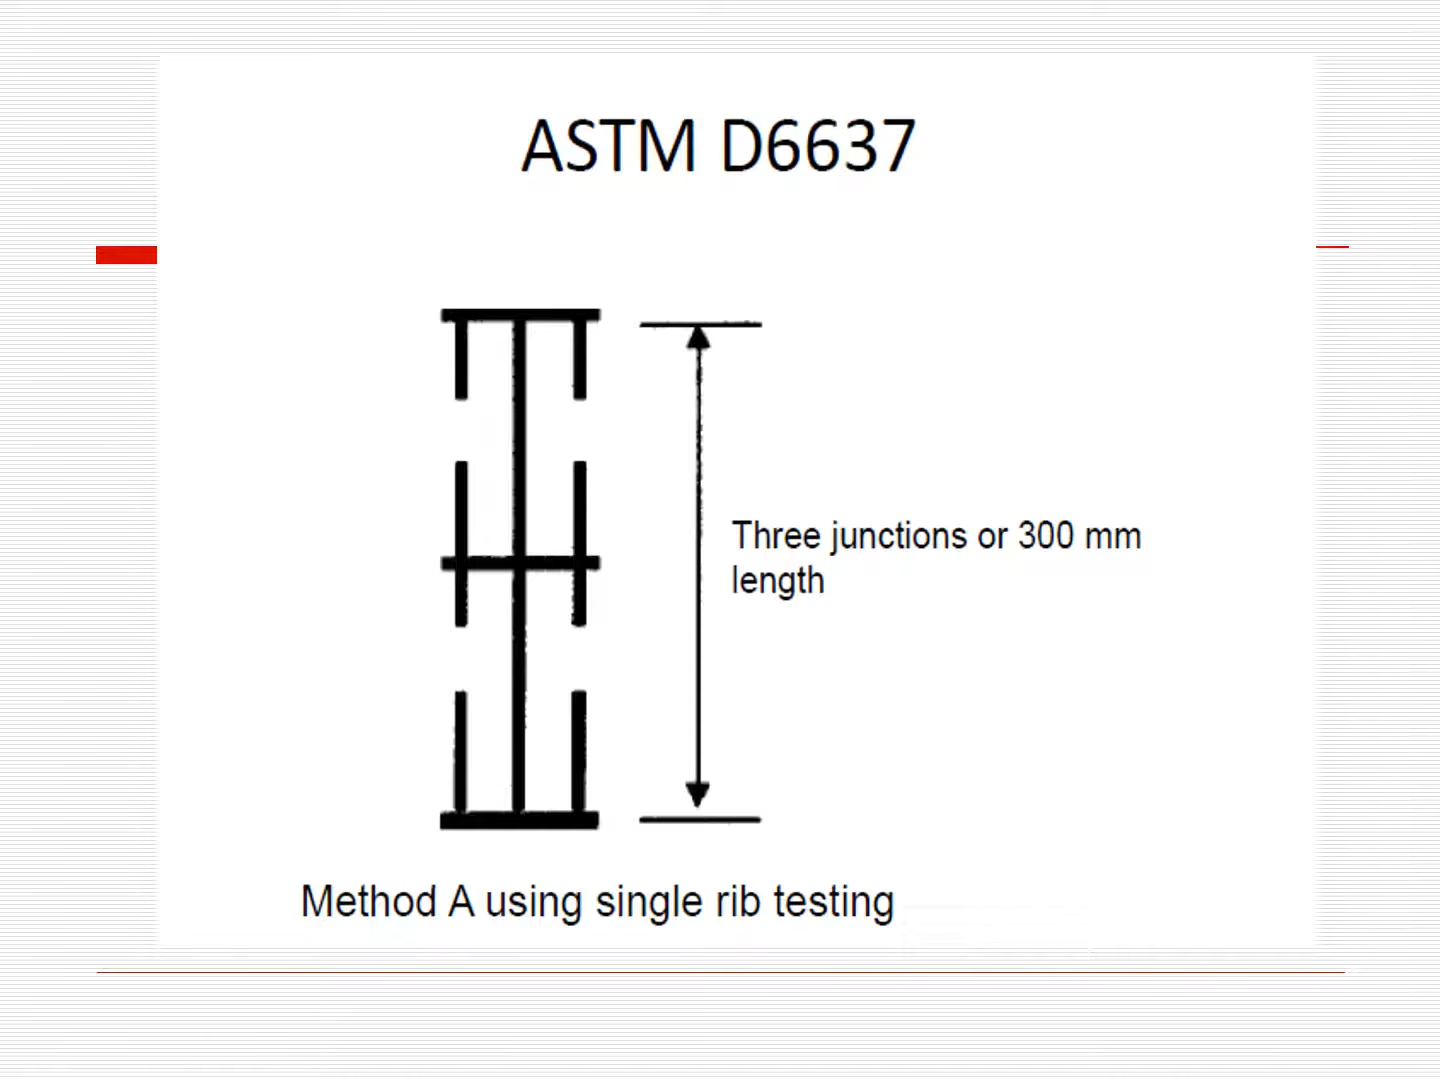 ASTM D6637
Three junctions or 300 mm
length
Method A using single rib testing